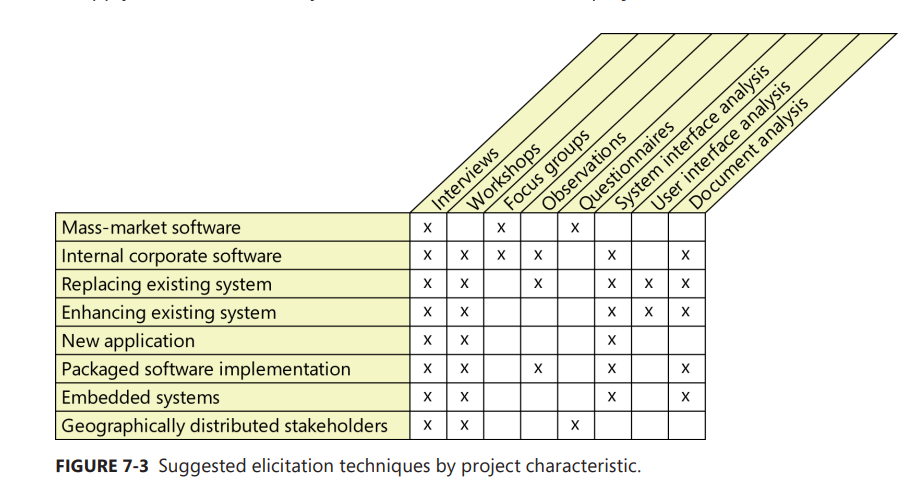 Interviews
Workshops
Focus groups
Observations
Questionnaires
System interface analysis
User interface analysis
Document analysis
Mass-market software x x x
Internal corporate software x x x x x x
Replacing existing system x x x x x x
Enhancing existing system x x x x x
New application x x x
Packaged software implementation x x x x x
Embedded systems x x x x
Geographically distributed stakeholders x x x
FIGURE 7-3 Suggested elicitation techniques by project characteristic.